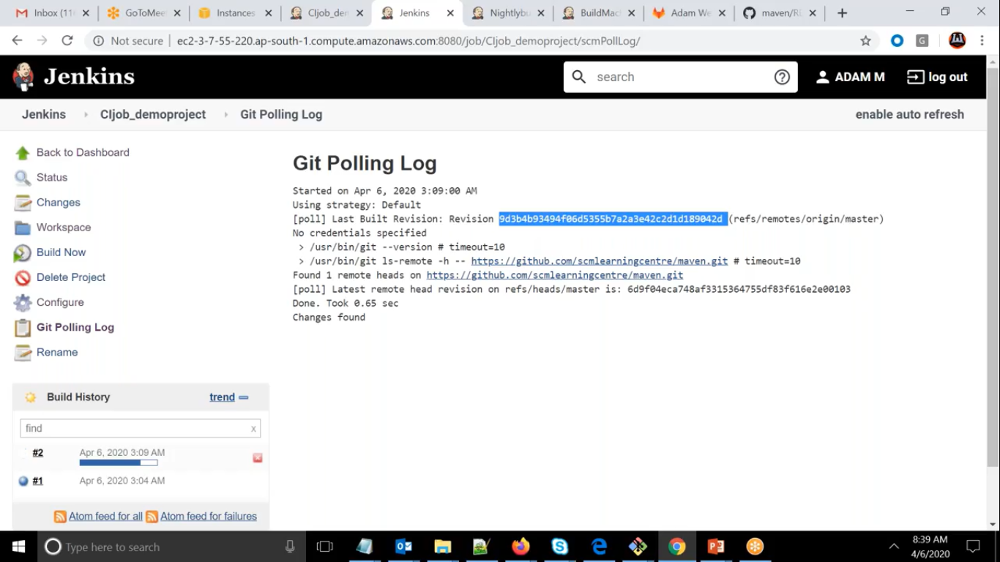 Inbox (11
GoToMee
Instances
CIjob_den
Jenkins
Nightlybu
BuildMac
Adam We
maven/RE
Not secure
ec2-3-7-55-220.ap-south-1.compute.amazonaws.com:8080/job/CIjob_demoproject/scmPollLog/
Jenkins
search
ADAM M
log out
Jenkins
CIjob_demoproject
Git Polling Log
enable auto refresh
Back to Dashboard
Status
Changes
Workspace
Build Now
Delete Project
Configure
Git Polling Log
Rename
Git Polling Log
Started on Apr 6, 2020 3:09:00 AM
Using strategy: Default
[poll] Last Built Revision: Revision 9d3b4b93494f06d5355b7a2a3e42c2d1d189042d (refs/remotes/origin/master)
No credentials specified
> /usr/bin/git --version # timeout=10
> /usr/bin/git ls-remote -h -- https://github.com/scmlearningcentre/maven.git # timeout=10
Found 1 remote heads on https://github.com/scmlearningcentre/maven.git
[poll] Latest remote head revision on refs/heads/master is: 6d9f04eca748af3315364755df83f616e2e00103
Done. Took 0.65 sec
Changes found
Build History
trend
find
x
#2
Apr 6, 2020 3:09 AM
#1
Apr 6, 2020 3:04 AM
Atom feed for all
Atom feed for failures
Type here to search
8:39 AM
4/6/2020